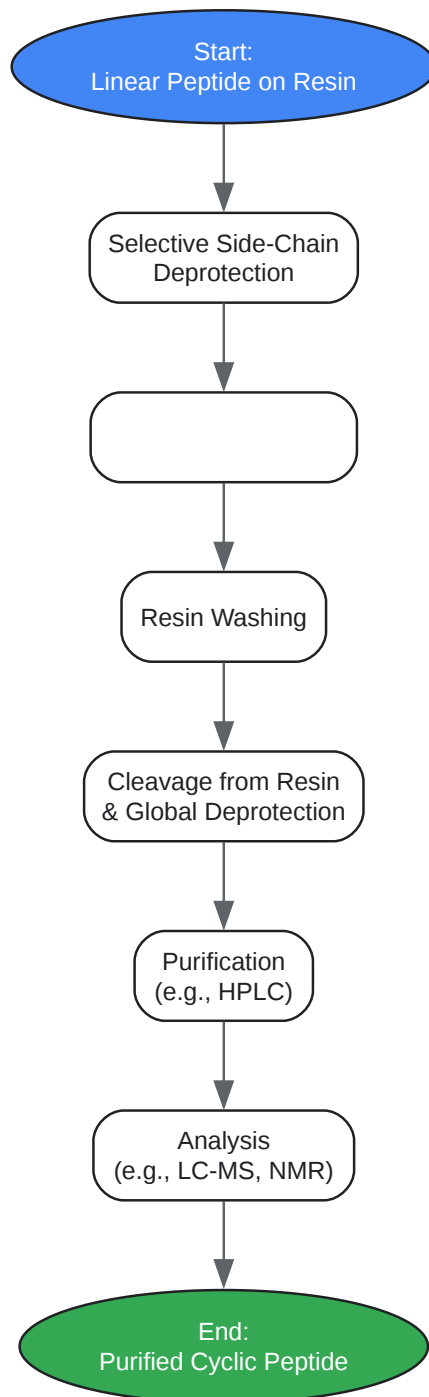 Start:
Linear Peptide on Resin
Selective Side-Chain
Deprotection
Resin Washing
Cleavage from Resin
& Global Deprotection
Purification
(e.g., HPLC)
Analysis
(e.g., LC-MS, NMR)
End:
Purified Cyclic Peptide